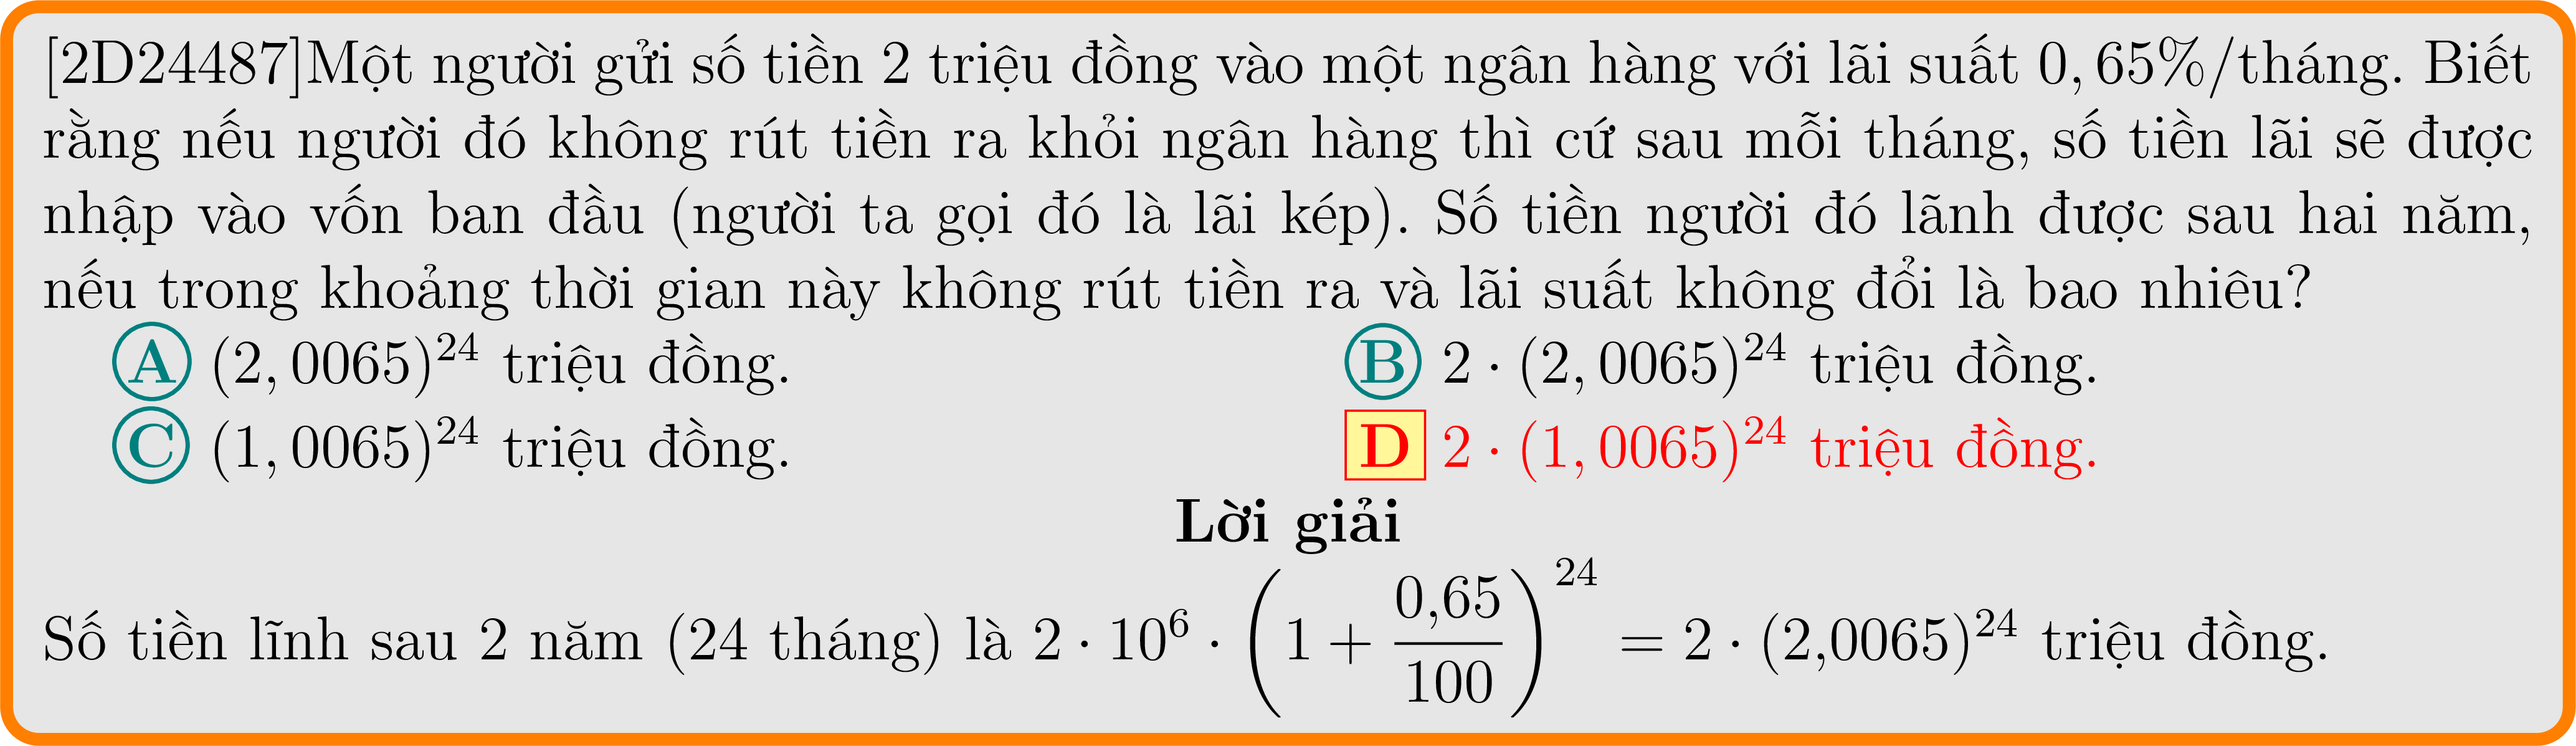 [2D24487]Một người gửi số tiền 2 triệu đồng vào một ngân hàng với lãi suất 0, 65%/tháng. Biết
rằng nếu người đó không rút tiền ra khỏi ngân hàng thì cứ sau mỗi tháng, số tiền lãi sẽ được
nhập vào vốn ban đầu (người ta gọi đó là lãi kép). Số tiền người đó lãnh được sau hai năm,
nếu trong khoảng thời gian này không rút tiền ra và lãi suất không đổi là bao nhiêu?
A (2, 0065)^{24} triệu đồng. B 2 · (2, 0065)^{24} triệu đồng.
C (1, 0065)^{24} triệu đồng. D 2 · (1, 0065)^{24} triệu đồng.
Lời giải
Số tiền lĩnh sau 2 năm (24 tháng) là 2 · 10^6 · \left(1 + \frac{0,65}{100}\right)^{24} = 2 · (2,0065)^{24} triệu đồng.